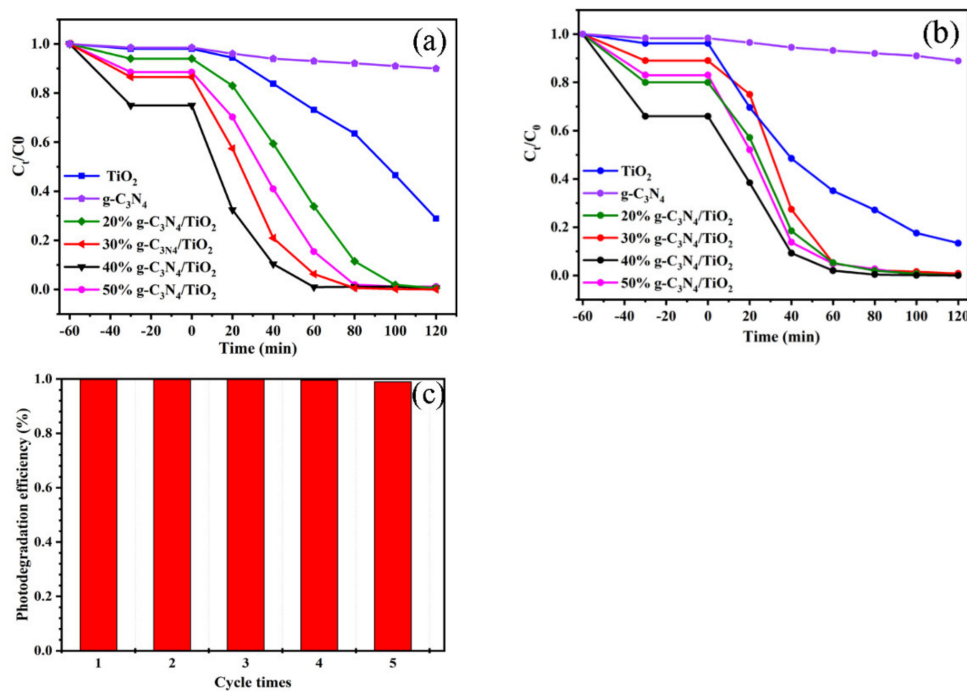 (a)
C_t/C0
1.0
0.8
0.6
0.4
0.2
0.0
TiO₂
g-C₃N₄
20% g-C₃N₄/TiO₂
30% g-C₃N₄/TiO₂
40% g-C₃N₄/TiO₂
50% g-C₃N₄/TiO₂
-60 -40 -20 0 20 40 60 80 100 120
Time (min)
(b)
C_t/C₀
1.0
0.8
0.6
0.4
0.2
0.0
TiO₂
g-C₃N₄
20% g-C₃N₄/TiO₂
30% g-C₃N₄/TiO₂
40% g-C₃N₄/TiO₂
50% g-C₃N₄/TiO₂
-60 -40 -20 0 20 40 60 80 100 120
Time (min)
(c)
Photodegradation efficiency (%)
1.0
0.8
0.6
0.4
0.2
0.0
1 2 3 4 5
Cycle times